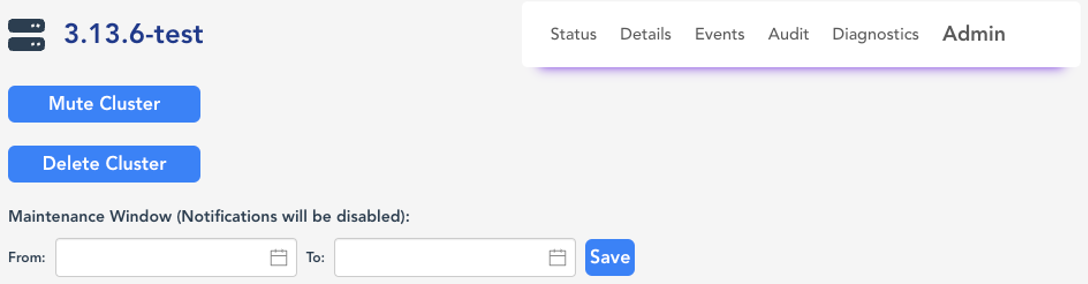 3.13.6-test
Status Details Events Audit Diagnostics Admin
Mute Cluster
Delete Cluster
Maintenance Window (Notifications will be disabled):
From: To: Save